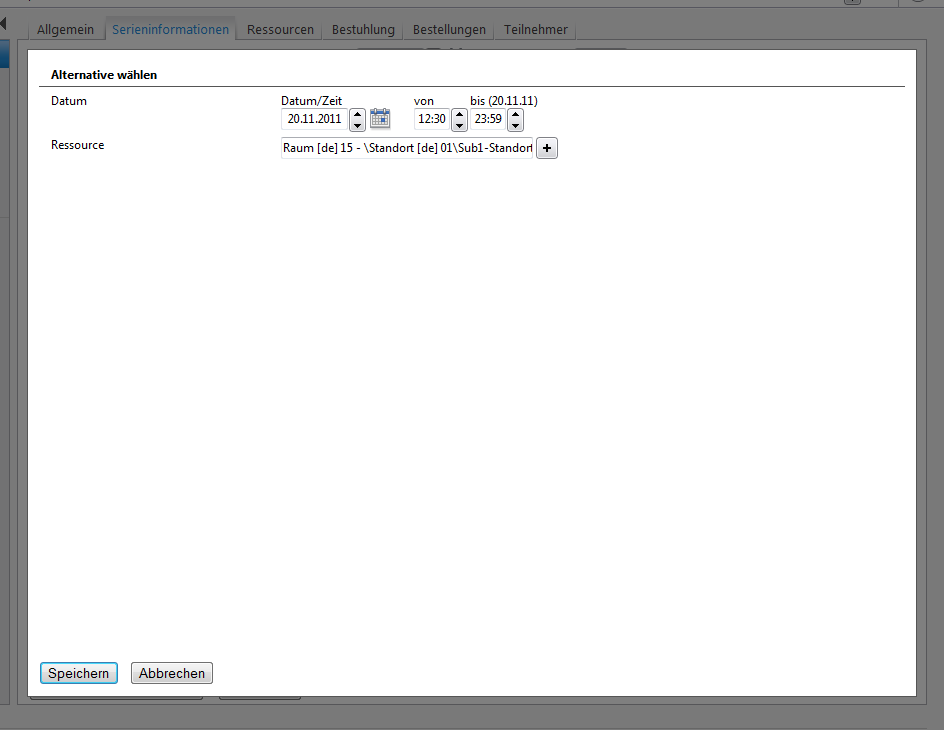 Allgemein Serieninformationen Ressourcen Bestuhlung Bestellungen Teilnehmer
Alternative wählen
Datum Datum/Zeit von bis (20.11.11)
20.11.2011 12:30 23:59
Ressource Raum [de] 15 - \Standort [de] 01\Sub1-Standort
Speichern Abbrechen